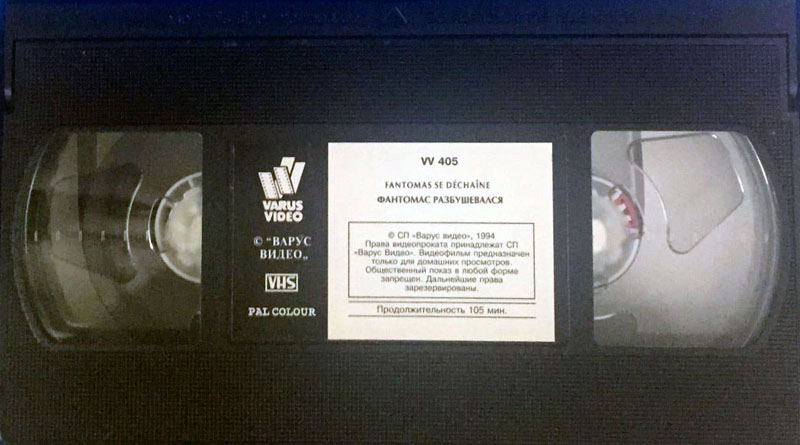 VARUS
VIDEO
© "ВАРУС
ВИДЕО„
VHS
PAL COLOUR
VV 405
FANTOMAS SE DÉCHAÎNE
ФАНТОМАС РАЗБУШЕВАЛСЯ
© СП «Варус видео», 1994
Права видеопроката принадлежат СП
«Варус Видео». Видеофильм предназначен
только для домашних просмотров.
Общественный показ в любой форме
запрещен. Дальнейшие права
зарезервированы.
Продолжительность 105 мин.